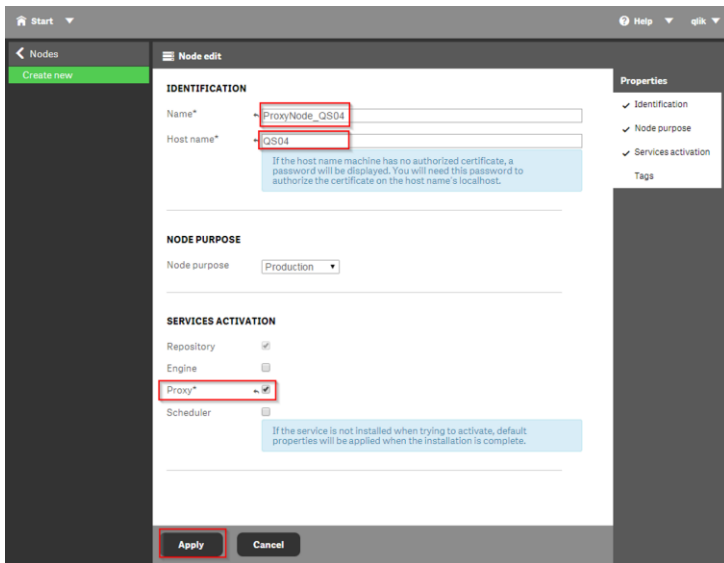 Start
Help
qlik
Nodes
Create new
Node edit
IDENTIFICATION
Name*
ProxyNode_QS04
Host name*
QS04
If the host name machine has no authorized certificate, a
password will be displayed. You will need this password to
authorize the certificate on the host name's localhost.
NODE PURPOSE
Node purpose
Production
SERVICES ACTIVATION
Repository
Engine
Proxy*
Scheduler
If the service is not installed when trying to activate, default
properties will be applied when the installation is complete.
Apply
Cancel
Properties
Identification
Node purpose
Services activation
Tags